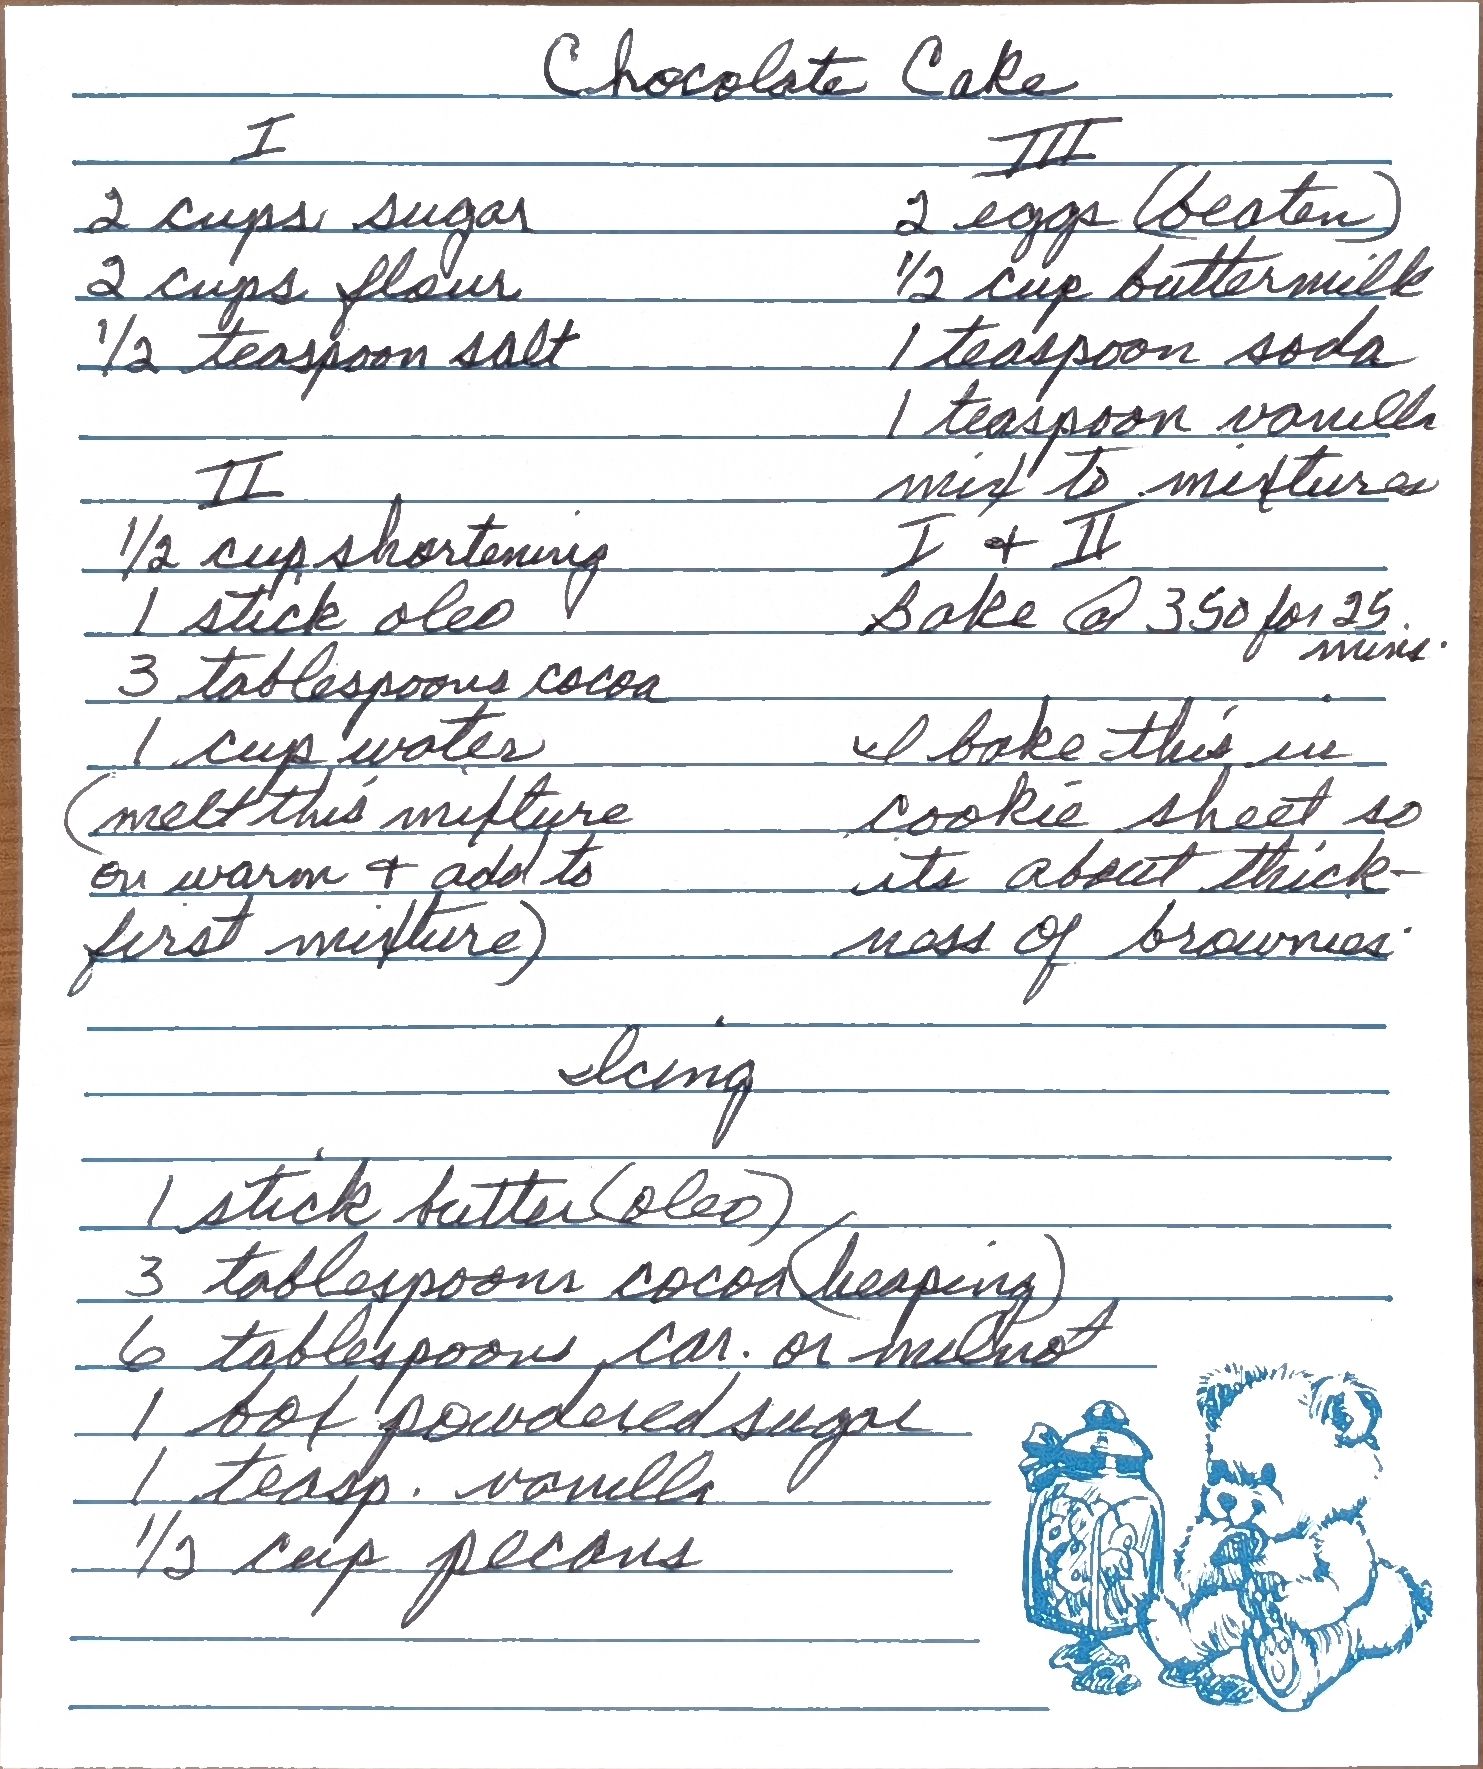 Chocolate Cake
I
2 cups sugar
2 cups flour
1/2 teaspoon salt
II
1/2 cup shortening
1 stick oleo
3 tablespoons cocoa
1 cup water
(melt this mixture
on warm + add to
first mixture)
III
2 eggs (beaten)
1/2 cup buttermilk
1 teaspoon soda
1 teaspoon vanilla
mix to mixtures
I + II
Bake @ 350 for 25
mins.
I bake this in
cookie sheet so
its about thick-
ness of brownies.
Icing
1 stick butter (oleo)
3 tablespoons cocoa (heaping)
6 tablespoons car. or milnot
1 box powdered sugar
1 teasp. vanilla
1/2 cup pecans